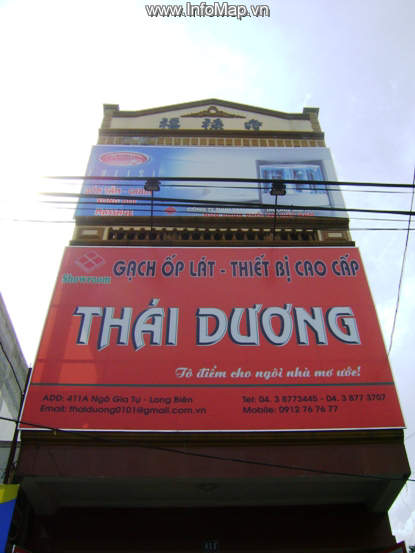 www.InfoMap.vn
Showroom
GẠCH ỐP LÁT - THIẾT BỊ CAO CẤP
THÁI DƯƠNG
Tô điểm cho ngôi nhà mơ ước!
ADD: 411A Ngô Gia Tự - Long Biên
Tel: 04. 3 8773445 - 04. 3 877 3707
Email: thaiduong0101@gmail.com.vn
Mobile: 0912 76 76 77
411